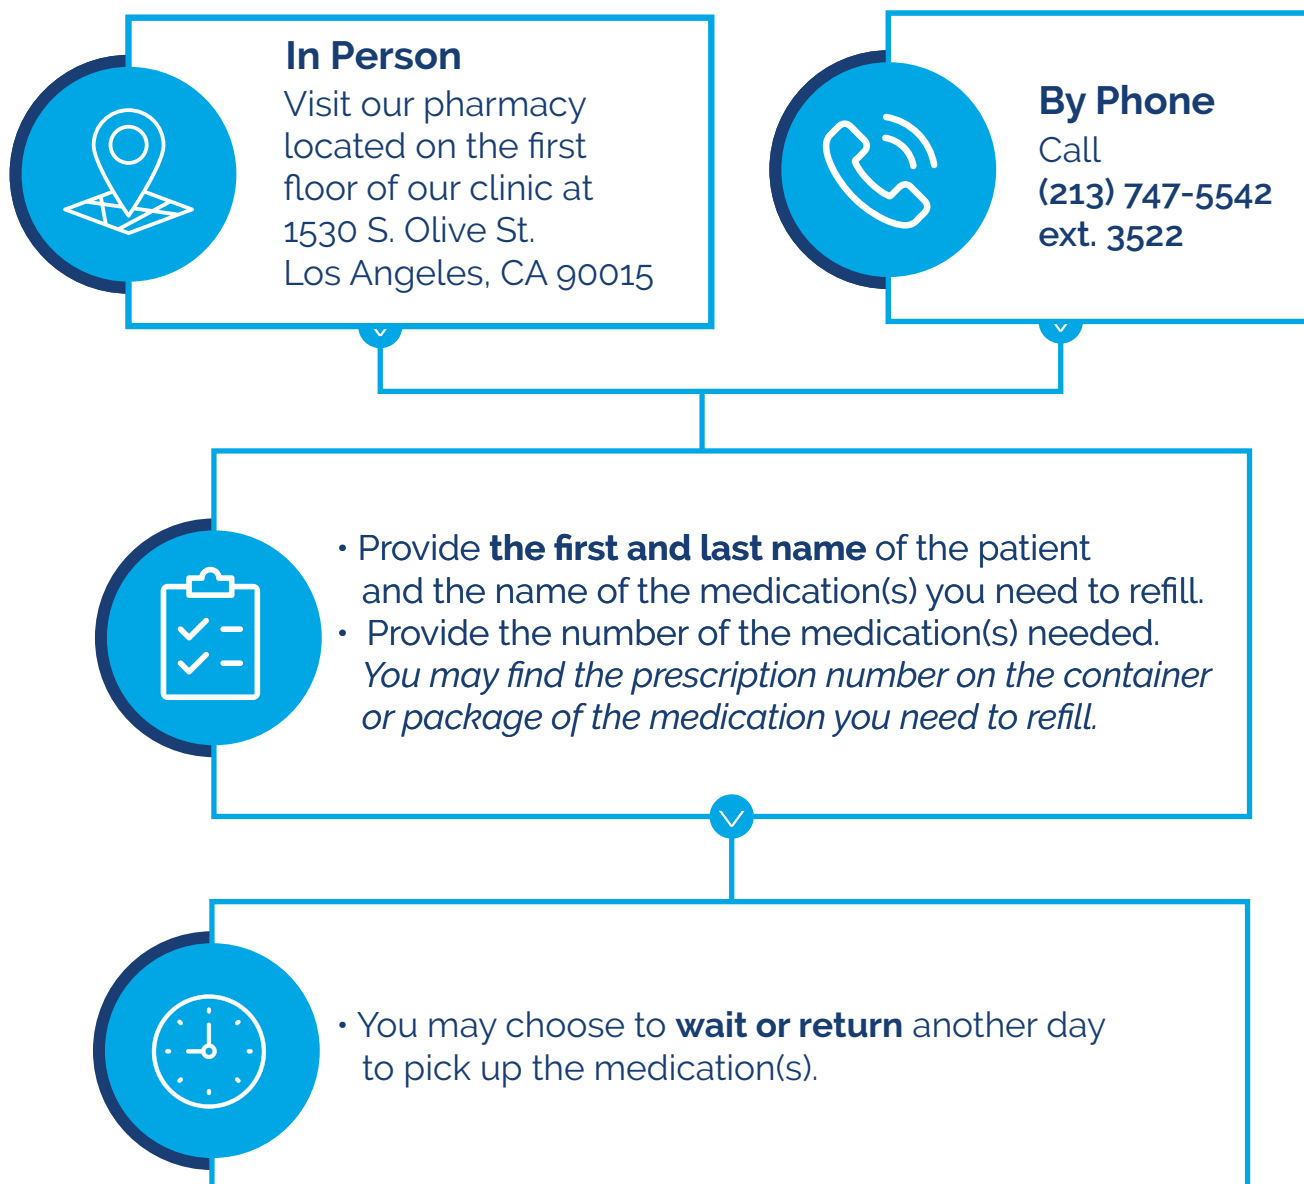 In Person
Visit our pharmacy
located on the first
floor of our clinic at
1530 S. Olive St.
Los Angeles, CA 90015
By Phone
Call
(213) 747-5542
ext. 3522
• Provide the first and last name of the patient
and the name of the medication(s) you need to refill.
• Provide the number of the medication(s) needed.
You may find the prescription number on the container
or package of the medication you need to refill.
• You may choose to wait or return another day
to pick up the medication(s).